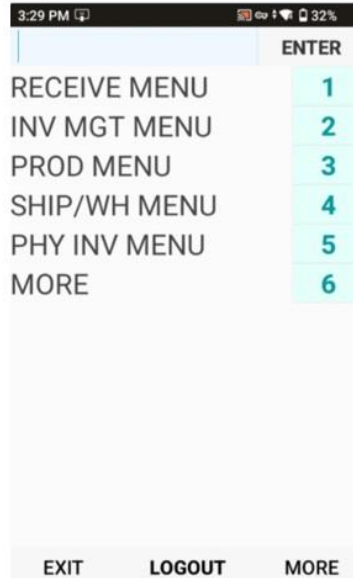 3:29 PM 32%
ENTER
RECEIVE MENU 1
INV MGT MENU 2
PROD MENU 3
SHIP/WH MENU 4
PHY INV MENU 5
MORE 6
EXIT LOGOUT MORE